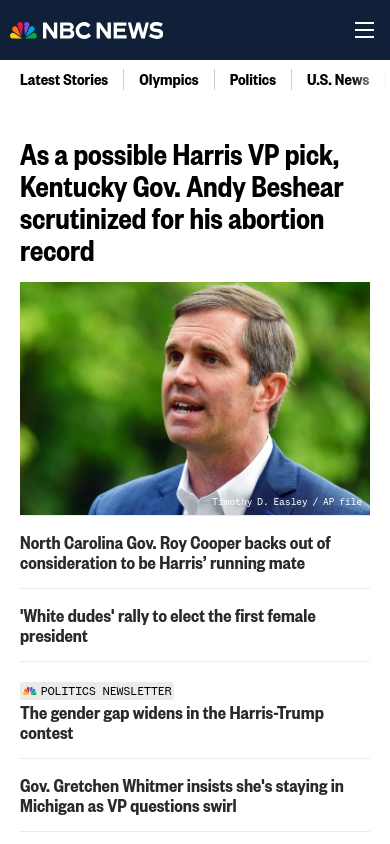 NBC NEWS
Latest Stories
Olympics
Politics
U.S. News
As a possible Harris VP pick,
Kentucky Gov. Andy Beshear
scrutinized for his abortion
record
Timothy D. Easley / AP file
North Carolina Gov. Roy Cooper backs out of
consideration to be Harris’ running mate
'White dudes' rally to elect the first female
president
POLITICS NEWSLETTER
The gender gap widens in the Harris-Trump
contest
Gov. Gretchen Whitmer insists she's staying in
Michigan as VP questions swirl